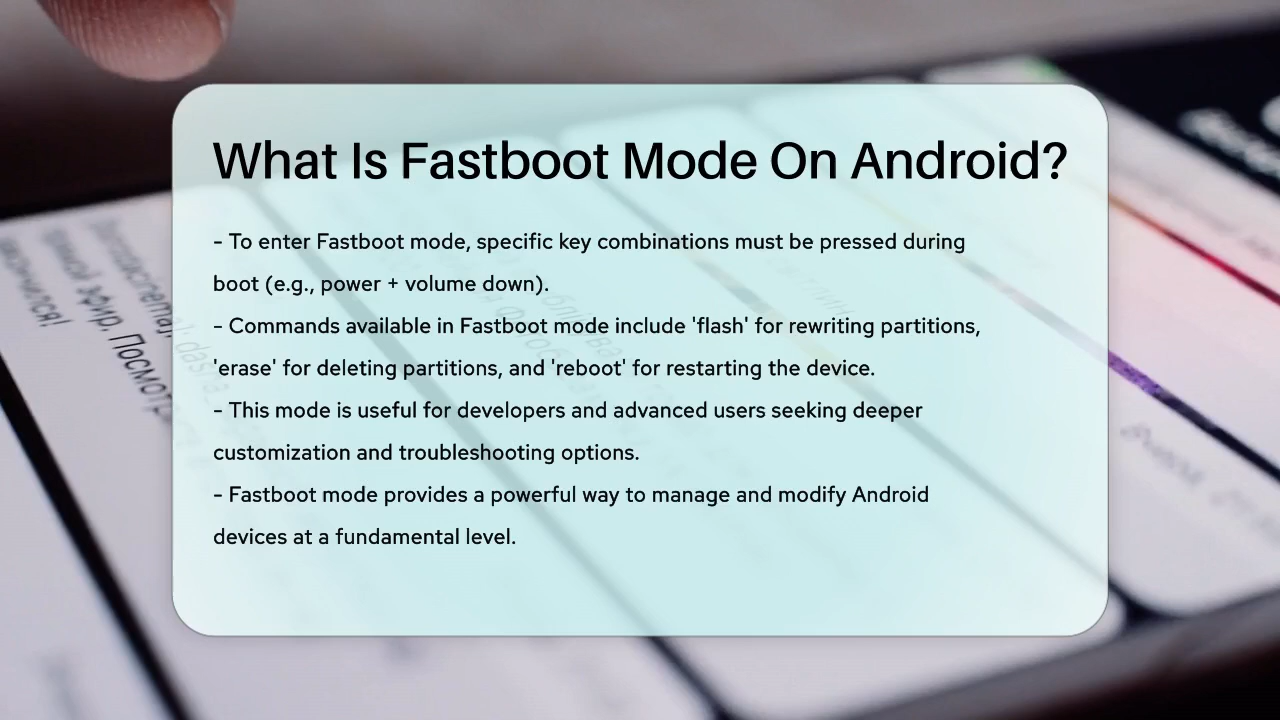 What Is Fastboot Mode On Android?
- To enter Fastboot mode, specific key combinations must be pressed during
boot (e.g., power + volume down).
- Commands available in Fastboot mode include 'flash' for rewriting partitions,
'erase' for deleting partitions, and 'reboot' for restarting the device.
- This mode is useful for developers and advanced users seeking deeper
customization and troubleshooting options.
- Fastboot mode provides a powerful way to manage and modify Android
devices at a fundamental level.
эфир. Посмотр